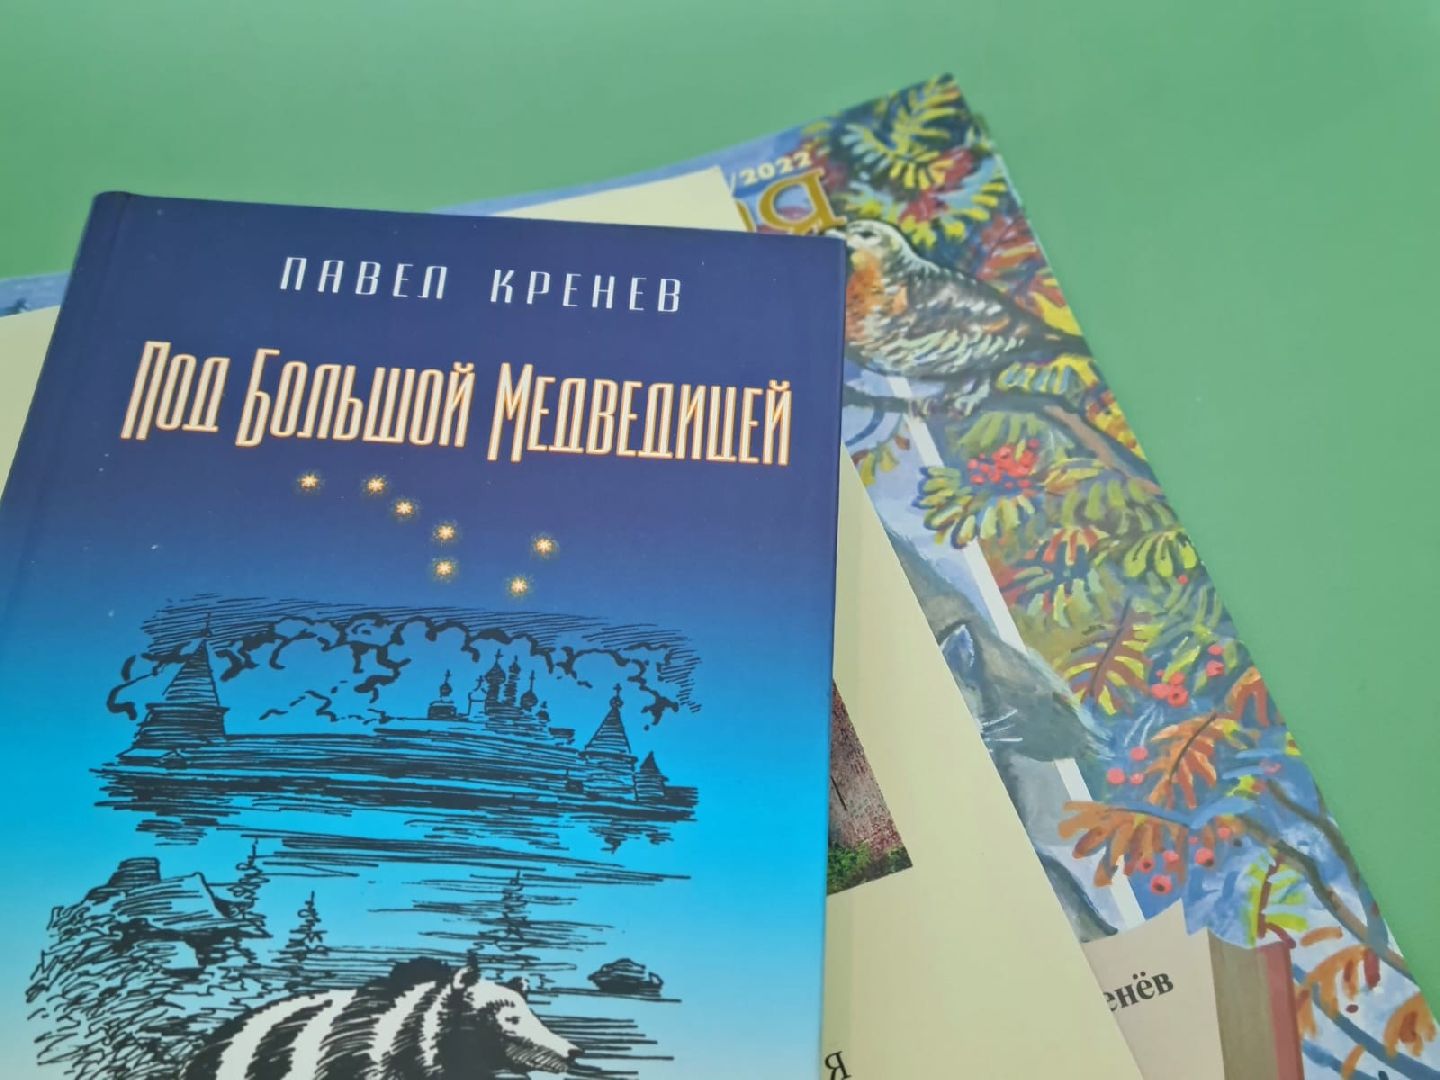 ПАВЕЛ КРЕНЕВ
Под Большой Медведицей
/2022
я
енёв
Я